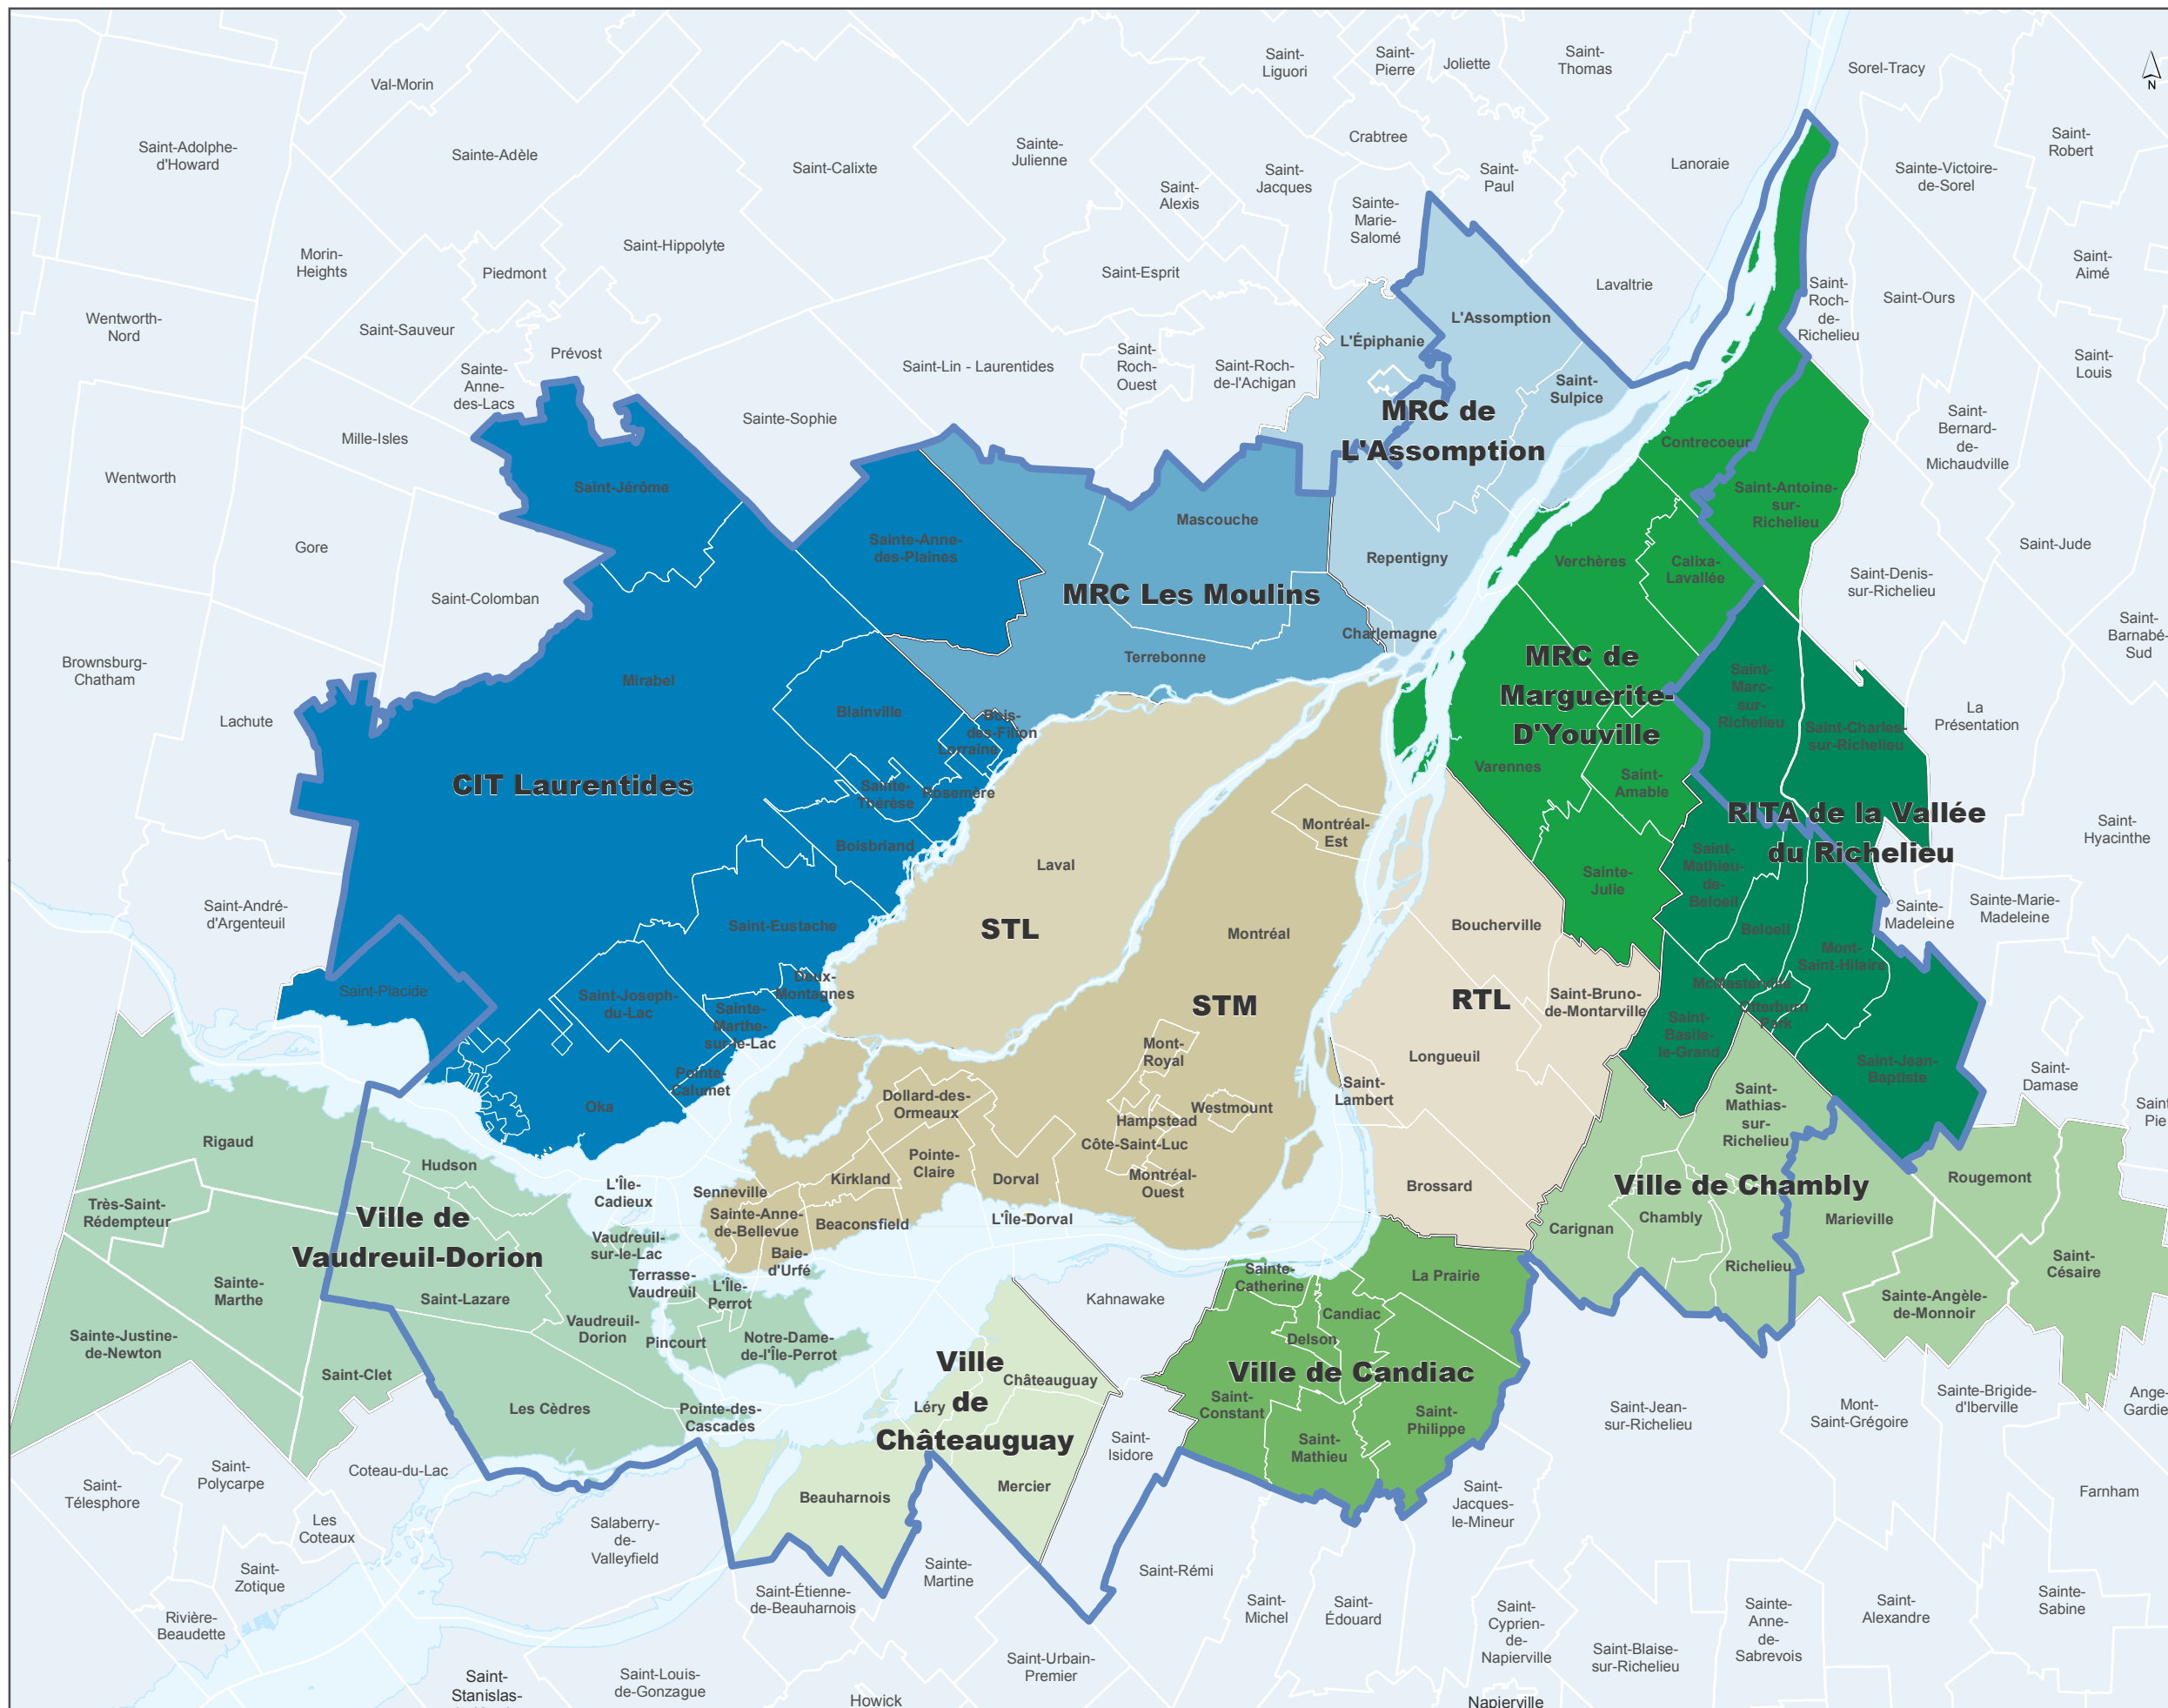 Val-Morin
Saint-Adolphe-
d'Howard
Sainte-Adèle
Saint-Calixte
Sainte-
Julienne
Saint-
Liguori
Saint-
Pierre
Joliette
Saint-
Thomas
Sorel-Tracy
N
Crabtree
Saint-
Jacques
Saint-
Alexis
Saint-
Paul
Sainte-
Marie-
Salomé
Lanoraie
Sainte-Victoire-
de-Sorel
Saint-
Robert
Morin-
Heights
Piedmont
Saint-Hippolyte
Saint-Esprit
Lavaltrie
Saint-
Roch-
de-
Richelieu
Saint-Ours
Saint-
Aimé
Wentworth-
Nord
Saint-Sauveur
Prévost
Sainte-
Anne-
des-Lacs
Saint-Lin - Laurentides
Saint-
Roch-
Ouest
Saint-Roch-
de-l'Achigan
L'Épiphanie
L'Assomption
Saint-
Sulpice
MRC de
L'Assomption
Saint-
Louis
Saint-
Bernard-
de-
Michaudville
Sainte-Sophie
Mille-Isles
Wentworth
Gore
Saint-Colomban
Saint-Jérôme
Sainte-Anne-
des-Plaines
Mascouche
Repentigny
MRC Les Moulins
Charlemagne
Terrebonne
Contrecoeur
Saint-Antoine-
sur-
Richelieu
Verchères
Calixa-
Lavallée
Saint-Jude
Saint-Denis-
sur-Richelieu
Saint-
Barnabé-
Sud
Brownsburg-
Chatham
Lachute
Mirabel
Blainville
Bois-
des-Filion
Lorraine
CIT Laurentides
Sainte-
Thérèse
Rosemère
Boisbriand
MRC de
Marguerite-
D'Youville
Varennes
Saint-
Amable
Sainte-
Julie
Saint-
Marc-
sur-
Richelieu
Saint-Charles-
sur-Richelieu
La
Présentation
RITA de la Vallée
du Richelieu
Saint-
Hyacinthe
Saint-
Mathieu-
de-
Beloeil
Beloeil
Mont-
Saint-Hilaire
McMasterville
Otterburn
Park
Saint-
Basile-
le-Grand
Saint-Jean-
Baptiste
Sainte-
Madeleine
Sainte-Marie-
Madeleine
Saint-
Damase
Saint-
Pie
Saint-André-
d'Argenteuil
Saint-Placide
Saint-Eustache
Deux-
Montagnes
Saint-Joseph-
du-Lac
Sainte-
Marthe-
sur-le-Lac
Pointe-
Calumet
Oka
Laval
STL
Montréal-
Est
Montréal
STM
Mont-
Royal
Westmount
Hampstead
Côte-Saint-Luc
Montréal-
Ouest
Dollard-des-
Ormeaux
Pointe-
Claire
Kirkland
Dorval
L'Île-Dorval
Beaconsfield
Senneville
Sainte-Anne-
de-Bellevue
Baie-
d'Urfé
Boucherville
RTL
Saint-Bruno-
de-Montarville
Longueuil
Saint-
Lambert
Brossard
Rigaud
Hudson
Très-Saint-
Rédempteur
Ville de
Vaudreuil-Dorion
L'Île-
Cadieux
Vaudreuil-
sur-le-Lac
Terrasse-
Vaudreuil
L'Île-
Perrot
Sainte-
Marthe
Saint-Lazare
Vaudreuil-
Dorion
Pincourt
Notre-Dame-
de-l'Île-Perrot
Sainte-Justine-
de-Newton
Saint-Clet
Les Cèdres
Pointe-des-
Cascades
Saint-
Mathias-
sur-
Richelieu
Ville de Chambly
Carignan
Chambly
Richelieu
Marieville
Rougemont
Saint-
Césaire
Sainte-Angèle-
de-Monnoir
Kahnawake
Sainte-
Catherine
La Prairie
Candiac
Delson
Ville de Candiac
Saint-
Constant
Saint-
Mathieu
Saint-
Philippe
Ville
de
Châteauguay
Châteauguay
Léry
Mercier
Beauharnois
Saint-
Isidore
Saint-Jean-
sur-Richelieu
Mont-
Saint-Grégoire
Sainte-Brigide-
d'Iberville
Ange-
Gardie
Farnham
Saint-
Télesphore
Saint-
Polycarpe
Coteau-du-Lac
Les
Coteaux
Saint-
Zotique
Rivière-
Beaudette
Salaberry-
de-
Valleyfield
Saint-Étienne-
de-Beauharnois
Sainte-
Martine
Saint-Rémi
Saint-
Jacques-
le-Mineur
Saint-
Michel
Saint-
Édouard
Saint-
Cyprien-
de-
Napierville
Saint-Blaise-
sur-Richelieu
Sainte-
Anne-
de-
Sabrevois
Saint-
Alexandre
Sainte-
Sabine
Saint-
Stanislas-
Saint-Louis-
de-Gonzague
Howick
Saint-Urbain-
Premier
Napierville